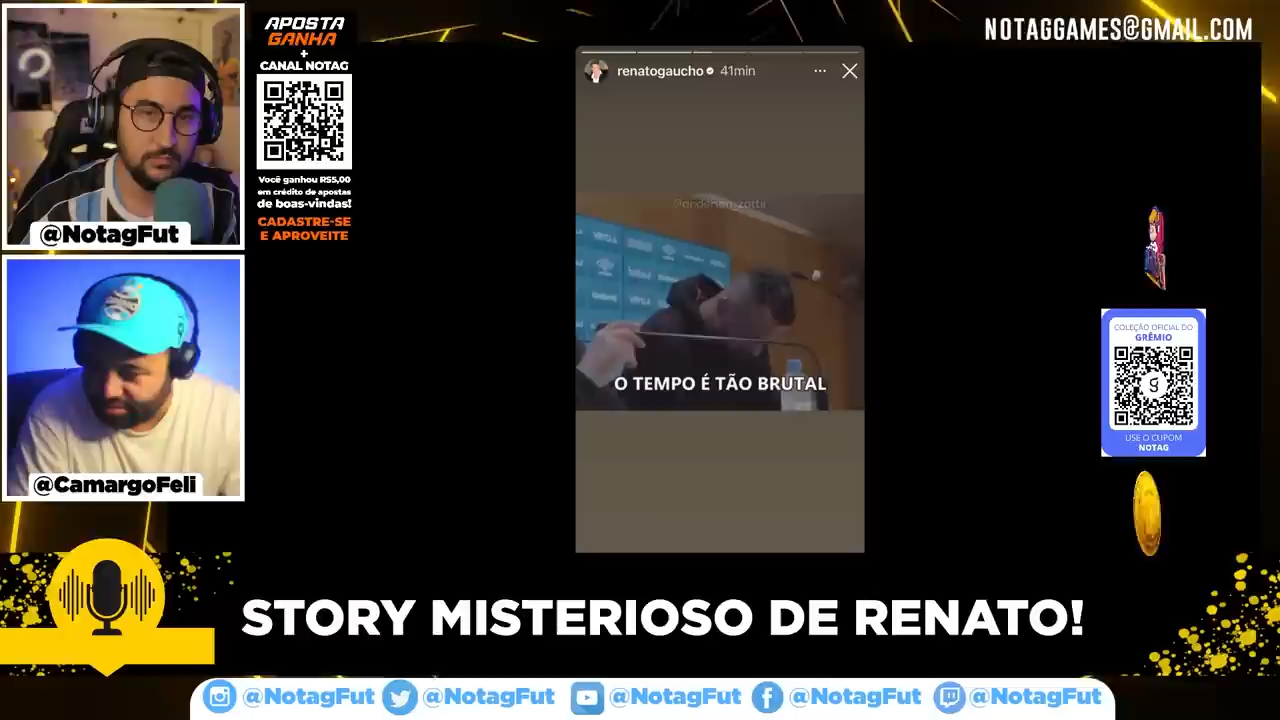 NOTAGGAMES@GMAIL.COM
APOSTA
GANHA
+
CANAL NOTAG
Você ganhou R$5,00
em crédito de apostas
de boas-vindas!
CADASTRE-SE
E APROVEITE
@NotagFut
@CamargoFeli
renatogaucho 41min
O TEMPO É TÃO BRUTAL
COLEÇÃO OFICIAL DO
GRÊMIO
USE O CUPOM
NOTAG
STORY MISTERIOSO DE RENATO!
@NotagFut @NotagFut @NotagFut @NotagFut @NotagFut